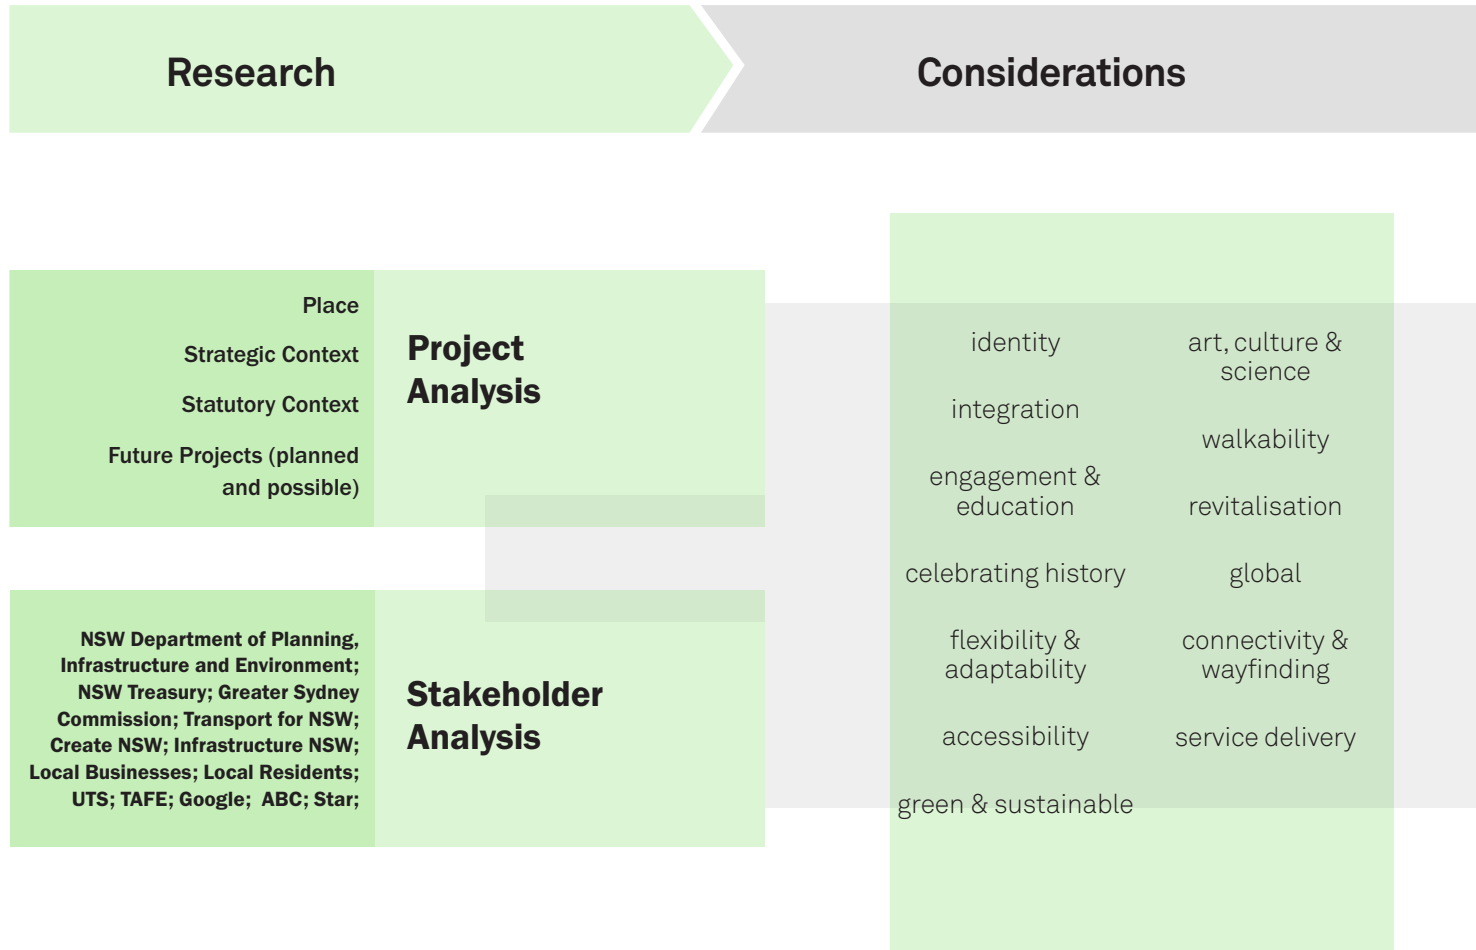 Research
Considerations
Place
Strategic Context
Statutory Context
Future Projects (planned
and possible)
Project
Analysis
NSW Department of Planning,
Infrastructure and Environment;
NSW Treasury; Greater Sydney
Commission; Transport for NSW;
Create NSW; Infrastructure NSW;
Local Businesses; Local Residents;
UTS; TAFE; Google; ABC; Star;
Stakeholder
Analysis
identity
integration
engagement &
education
celebrating history
flexibility &
adaptability
accessibility
green & sustainable
art, culture &
science
walkability
revitalisation
global
connectivity &
wayfinding
service delivery